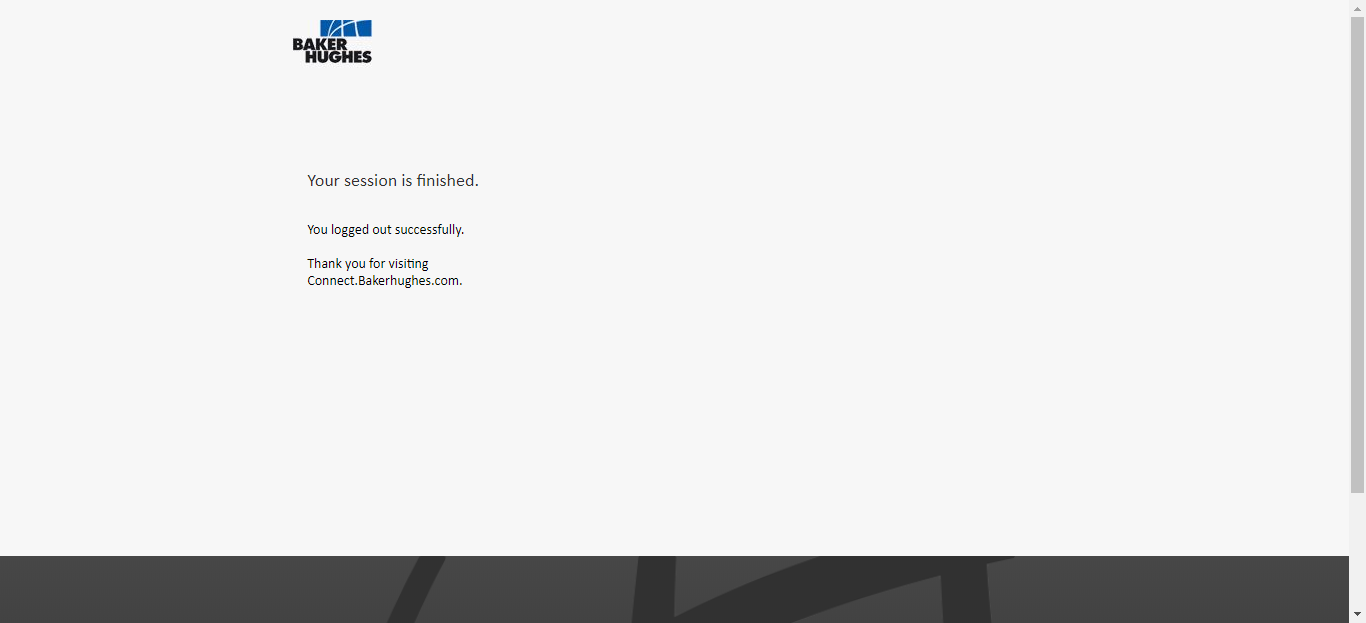 BAKER
HUGHES
Your session is finished.
You logged out successfully.
Thank you for visiting
Connect.Bakerhughes.com.